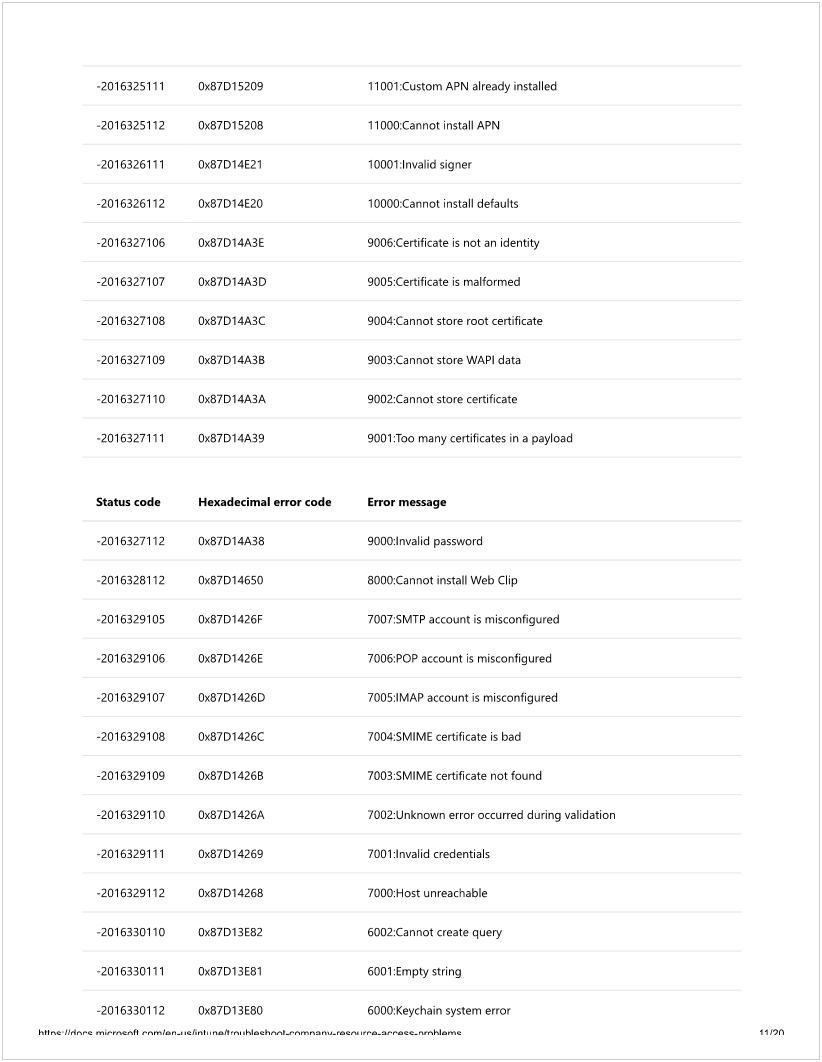 -2016325111 0x87D15209 11001:Custom APN already installed
-2016325112 0x87D15208 11000:Cannot install APN
-2016326111 0x87D14E21 10001:Invalid signer
-2016326112 0x87D14E20 10000:Cannot install defaults
-2016327106 0x87D14A3E 9006:Certificate is not an identity
-2016327107 0x87D14A3D 9005:Certificate is malformed
-2016327108 0x87D14A3C 9004:Cannot store root certificate
-2016327109 0x87D14A3B 9003:Cannot store WAPI data
-2016327110 0x87D14A3A 9002:Cannot store certificate
-2016327111 0x87D14A39 9001:Too many certificates in a payload
Status code Hexadecimal error code Error message
-2016327112 0x87D14A38 9000:Invalid password
-2016328112 0x87D14650 8000:Cannot install Web Clip
-2016329105 0x87D1426F 7007:SMTP account is misconfigured
-2016329106 0x87D1426E 7006:POP account is misconfigured
-2016329107 0x87D1426D 7005:IMAP account is misconfigured
-2016329108 0x87D1426C 7004:SMIME certificate is bad
-2016329109 0x87D1426B 7003:SMIME certificate not found
-2016329110 0x87D1426A 7002:Unknown error occurred during validation
-2016329111 0x87D14269 7001:Invalid credentials
-2016329112 0x87D14268 7000:Host unreachable
-2016330110 0x87D13E82 6002:Cannot create query
-2016330111 0x87D13E81 6001:Empty string
-2016330112 0x87D13E80 6000:Keychain system error
https://docs.microsoft.com/en-us/intune/troubleshoot-company-resource-access-problems 11/20